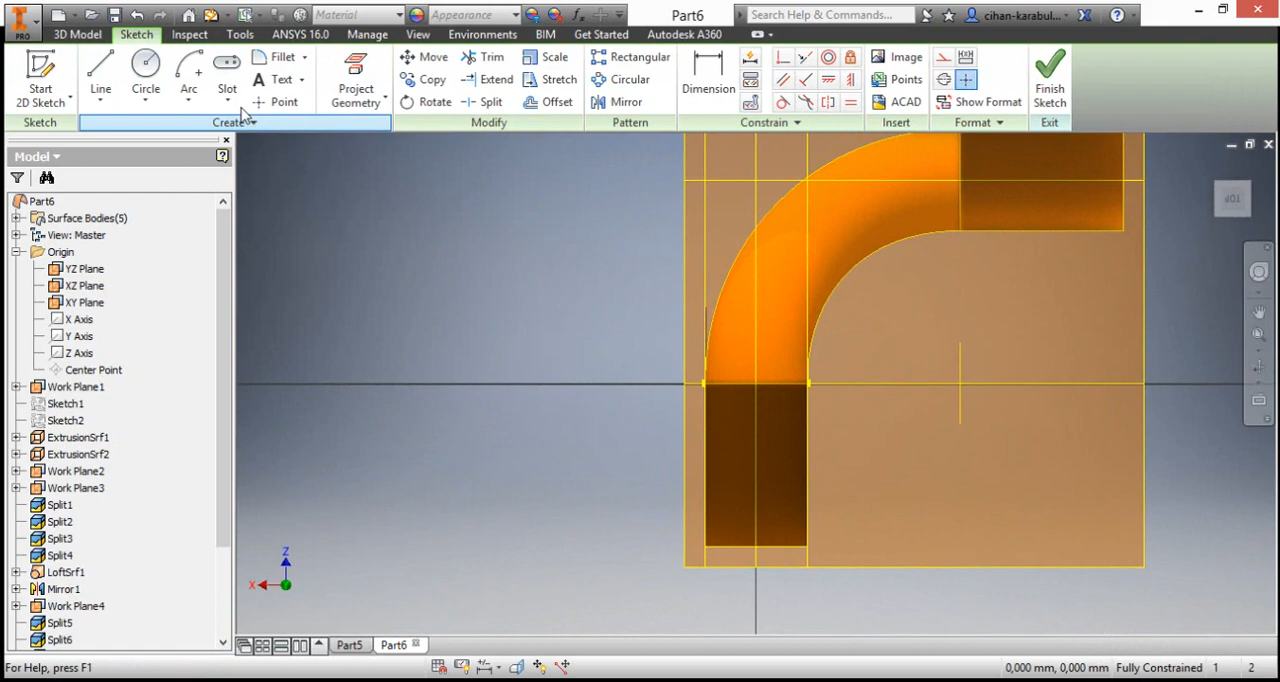 Material
Appearance
fx
Part6
Search Help & Commands...
cihan-karabul...
PRO
3D Model
Sketch
Inspect
Tools
ANSYS 16.0
Manage
View
Environments
BIM
Get Started
Autodesk A360
Start
2D Sketch
Line
Circle
Arc
Slot
Fillet
Text
Point
Project
Geometry
Move
Copy
Rotate
Trim
Extend
Split
Scale
Stretch
Offset
Rectangular
Circular
Mirror
Dimension
Image
Points
ACAD
Show Format
Finish
Sketch
Sketch
Create
Modify
Pattern
Constrain
Insert
Format
Exit
Model
Part6
Surface Bodies(5)
View: Master
Origin
YZ Plane
XZ Plane
XY Plane
X Axis
Y Axis
Z Axis
Center Point
Work Plane1
Sketch1
Sketch2
ExtrusionSrf1
ExtrusionSrf2
Work Plane2
Work Plane3
Split1
Split2
Split3
Split4
LoftSrf1
Mirror1
Work Plane4
Split5
Split6
TOP
Z
X
Part5
Part6
For Help, press F1
0,000 mm, 0,000 mm
Fully Constrained
1
2